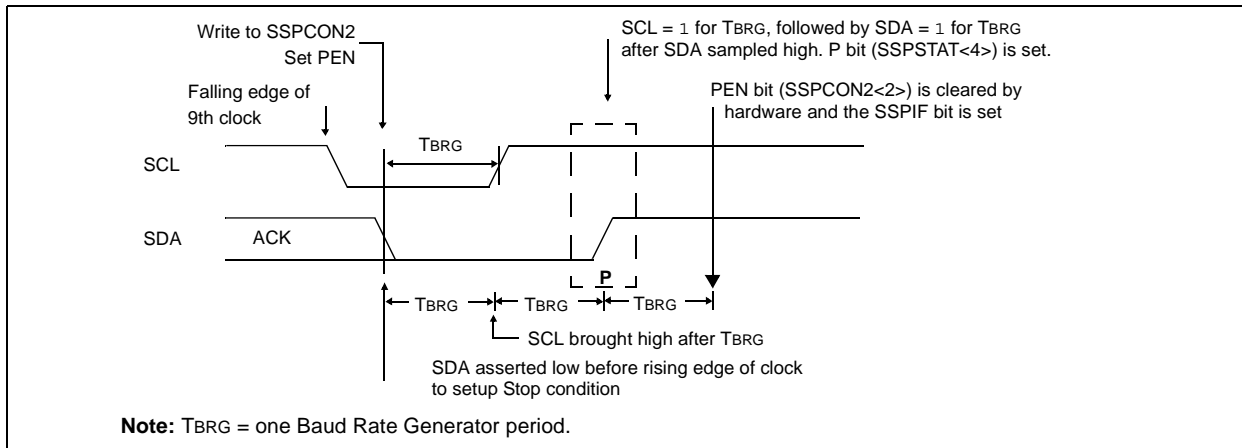 Write to SSPCON2
Set PEN
SCL = 1 for TBRG, followed by SDA = 1 for TBRG
after SDA sampled high. P bit (SSPSTAT<4>) is set.
Falling edge of
9th clock
PEN bit (SSPCON2<2>) is cleared by
hardware and the SSPIF bit is set
TBRG
SCL
SDA
ACK
P
TBRG
TBRG
TBRG
SCL brought high after TBRG
SDA asserted low before rising edge of clock
to setup Stop condition
Note: TBRG = one Baud Rate Generator period.